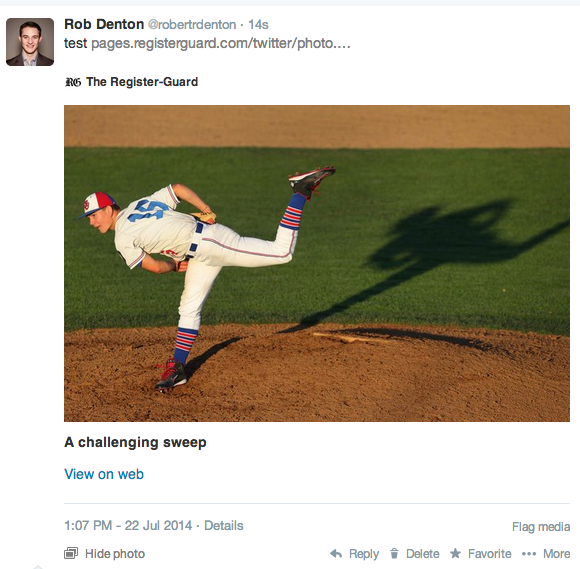 Rob Denton @robertrdenton · 14s
test pages.registerguard.com/twitter/photo....
RG The Register-Guard
15
A challenging sweep
View on web
1:07 PM - 22 Jul 2014 · Details
Flag media
Hide photo
Reply Delete Favorite ••• More